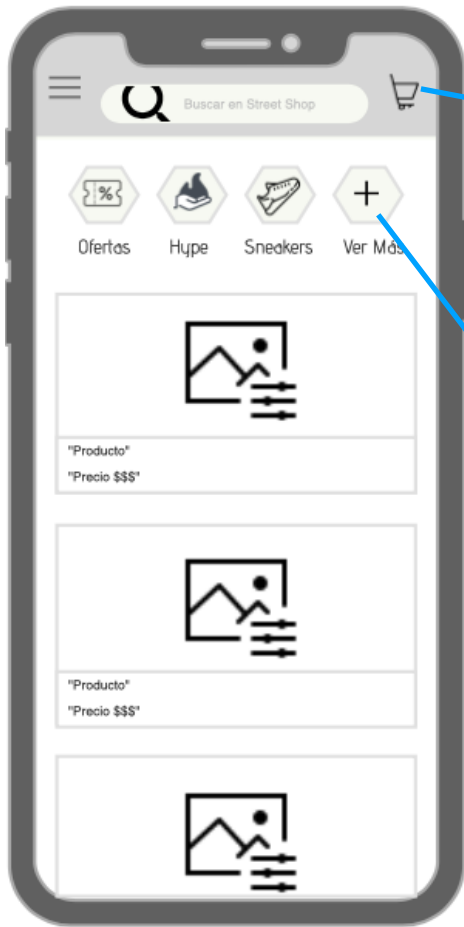 Buscar en Street Shop
%
Ofertas Hype Sneakers Ver Más
"Producto"
"Precio $$$"
"Producto"
"Precio $$$"